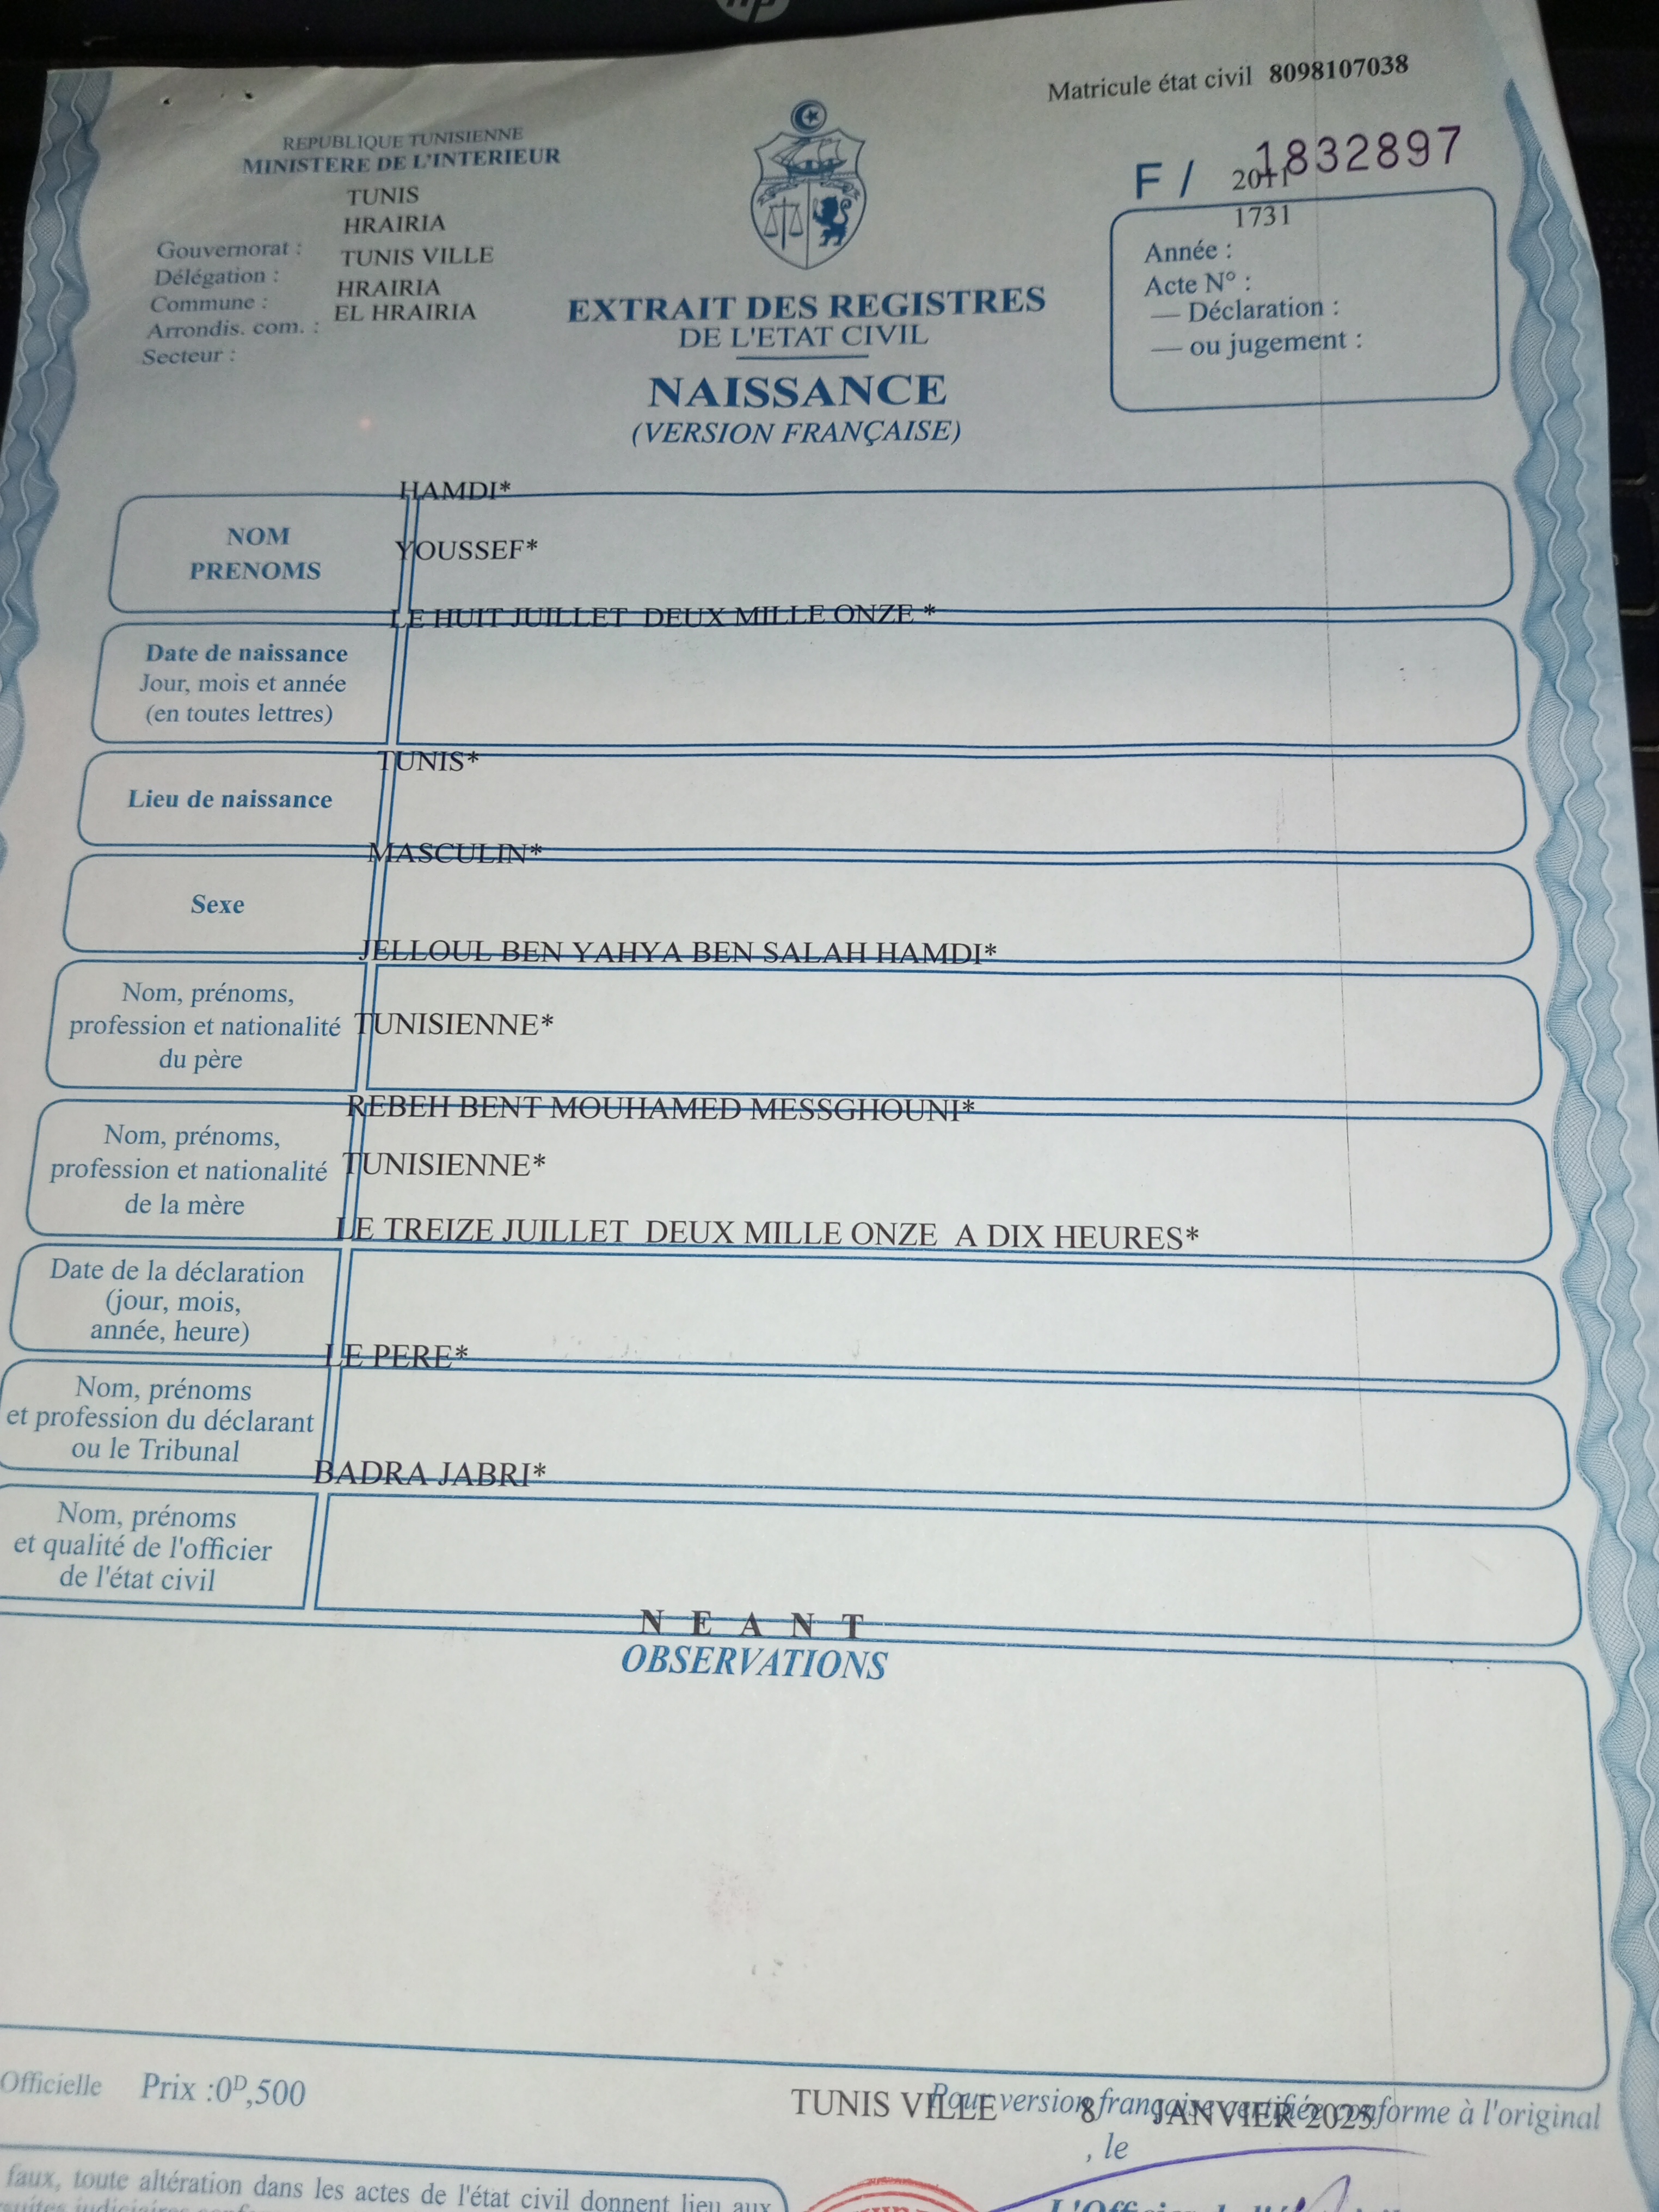 hp
Matricule état civil 8098107038
REPUBLIQUE TUNISIENNE
MINISTERE DE L'INTERIEUR
F / 1832897
2011
1731
TUNIS
HRAIRIA
Gouvernorat : TUNIS VILLE
Délégation : HRAIRIA
Commune : EL HRAIRIA
Arrondis. com. :
Secteur :
Année :
Acte N° :
— Déclaration :
— ou jugement :
EXTRAIT DES REGISTRES
DE L'ETAT CIVIL
NAISSANCE
(VERSION FRANÇAISE)
HAMDI*
NOM
YOUSSEF*
PRENOMS
LE HUIT JUILLET DEUX MILLE ONZE *
Date de naissance
Jour, mois et année
(en toutes lettres)
TUNIS*
Lieu de naissance
MASCULIN*
Sexe
JELLOUL BEN YAHYA BEN SALAH HAMDI*
Nom, prénoms,
profession et nationalité TUNISIENNE*
du père
REBEH BENT MOUHAMED MESSGHOUNI*
Nom, prénoms,
profession et nationalité TUNISIENNE*
de la mère
LE TREIZE JUILLET DEUX MILLE ONZE A DIX HEURES*
Date de la déclaration
(jour, mois,
année, heure)
LE PERE*
Nom, prénoms
et profession du déclarant
ou le Tribunal
BADRA JABRI*
Nom, prénoms
et qualité de l'officier
de l'état civil
N E A N T
OBSERVATIONS
Officielle Prix :0D,500
Pour version française certifiée conforme à l'original
TUNIS VILLE 8 JANVIER 2025
, le
faux, toute altération dans les actes de l'état civil donnent lieu aux